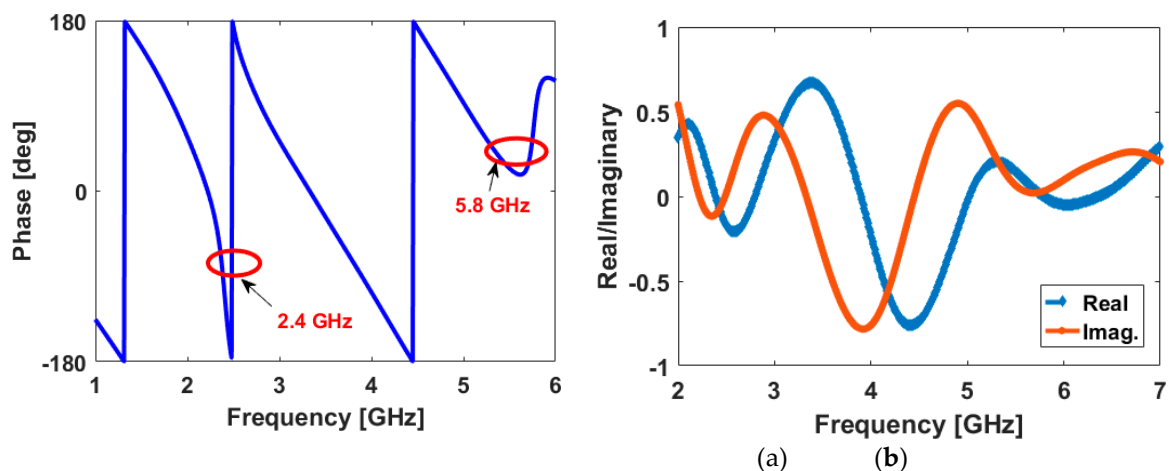 180
0
-180
Phase [deg]
1 2 3 4 5 6
Frequency [GHz]
2.4 GHz
5.8 GHz
1
0.5
0
-0.5
-1
Real/Imaginary
2 3 4 5 6 7
Frequency [GHz]
Real
Imag.
(a) (b)